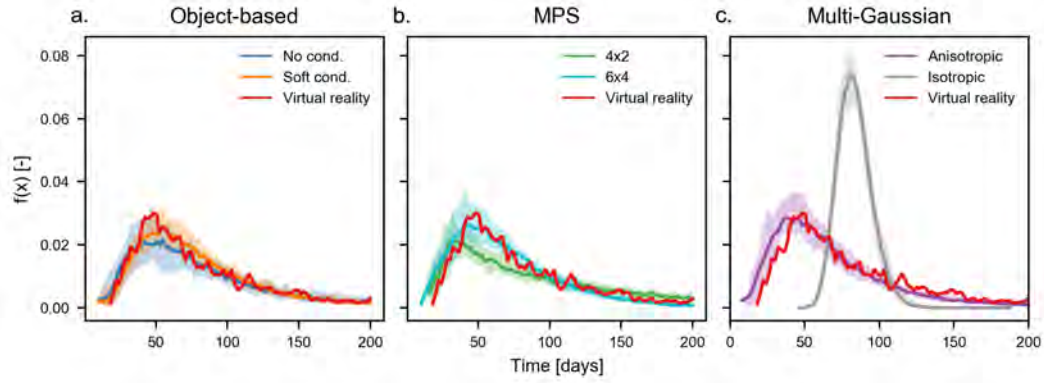 a. Object-based
b. MPS
c. Multi-Gaussian
No cond.
Soft cond.
Virtual reality
4x2
6x4
Virtual reality
Anisotropic
Isotropic
Virtual reality
f(x) [-]
0.08
0.06
0.04
0.02
0.00
50 100 150 200
50 100 150 200
0 50 100 150 200
Time [days]